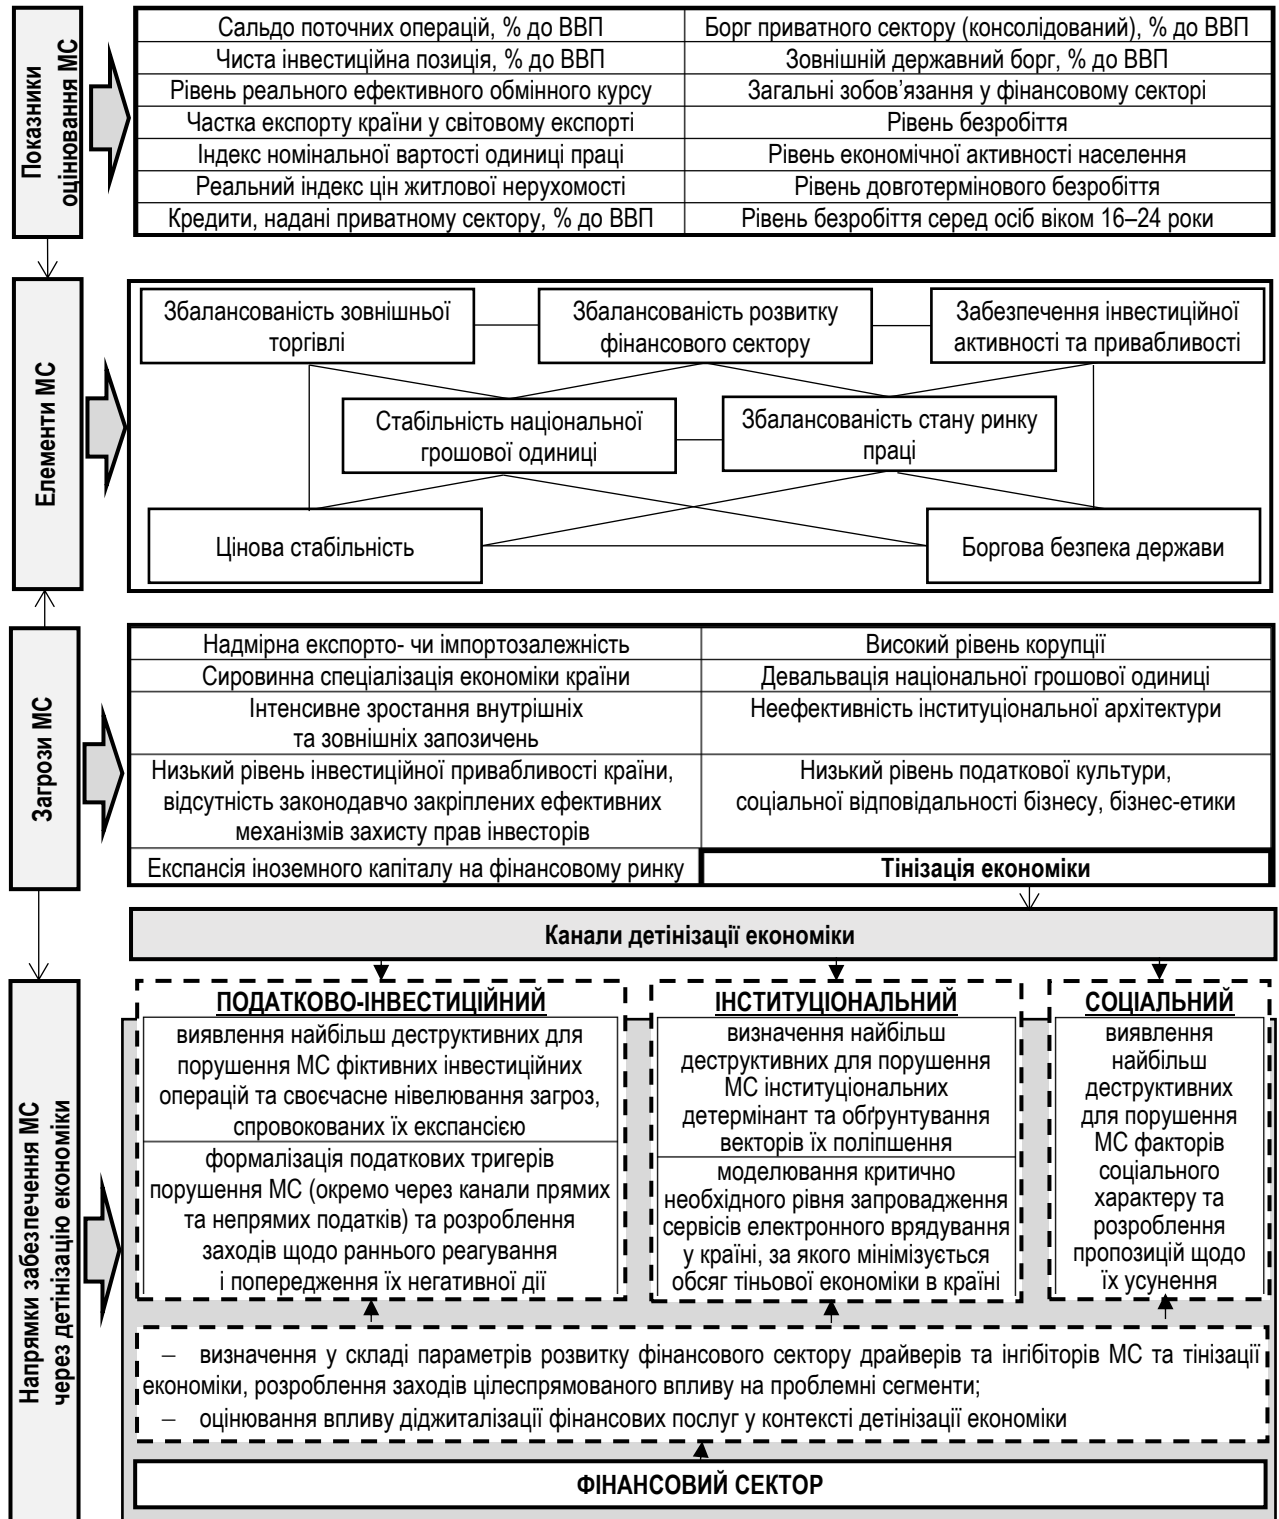 Показники
оцінювання МС
Сальдо поточних операцій, % до ВВП
Борг приватного сектору (консолідований), % до ВВП
Чиста інвестиційна позиція, % до ВВП
Зовнішній державний борг, % до ВВП
Рівень реального ефективного обмінного курсу
Загальні зобов’язання у фінансовому секторі
Частка експорту країни у світовому експорті
Рівень безробіття
Індекс номінальної вартості одиниці праці
Рівень економічної активності населення
Реальний індекс цін житлової нерухомості
Рівень довготермінового безробіття
Кредити, надані приватному сектору, % до ВВП
Рівень безробіття серед осіб віком 16–24 роки
Елементи МС
Збалансованість зовнішньої
торгівлі
Збалансованість розвитку
фінансового сектору
Забезпечення інвестиційної
активності та привабливості
Стабільність національної
грошової одиниці
Збалансованість стану ринку
праці
Цінова стабільність
Боргова безпека держави
Загрози МС
Надмірна експорто- чи імпортозалежність
Високий рівень корупції
Сировинна спеціалізація економіки країни
Девальвація національної грошової одиниці
Інтенсивне зростання внутрішніх
та зовнішніх запозичень
Неефективність інституціональної архітектури
Низький рівень інвестиційної привабливості країни,
відсутність законодавчо закріплених ефективних
механізмів захисту прав інвесторів
Низький рівень податкової культури,
соціальної відповідальності бізнесу, бізнес-етики
Експансія іноземного капіталу на фінансовому ринку
Тінізація економіки
Напрямки забезпечення МС
через детінізацію економіки
Канали детінізації економіки
ПОДАТКОВО-ІНВЕСТИЦІЙНИЙ
виявлення найбільш деструктивних для
порушення МС фіктивних інвестиційних
операцій та своєчасне нівелювання загроз,
спровокованих їх експансією
формалізація податкових тригерів
порушення МС (окремо через канали прямих
та непрямих податків) та розроблення
заходів щодо раннього реагування
і попередження їх негативної дії
ІНСТИТУЦІОНАЛЬНИЙ
визначення найбільш
деструктивних для порушення
МС інституціональних
детермінант та обґрунтування
векторів їх поліпшення
моделювання критично
необхідного рівня запровадження
сервісів електронного врядування
у країні, за якого мінімізується
обсяг тіньової економіки в країні
СОЦІАЛЬНИЙ
виявлення
найбільш
деструктивних
для порушення
МС факторів
соціального
характеру та
розроблення
пропозицій щодо
їх усунення
– визначення у складі параметрів розвитку фінансового сектору драйверів та інгібіторів МС та тінізації
економіки, розроблення заходів цілеспрямованого впливу на проблемні сегменти;
– оцінювання впливу діджиталізації фінансових послуг у контексті детінізації економіки
ФІНАНСОВИЙ СЕКТОР